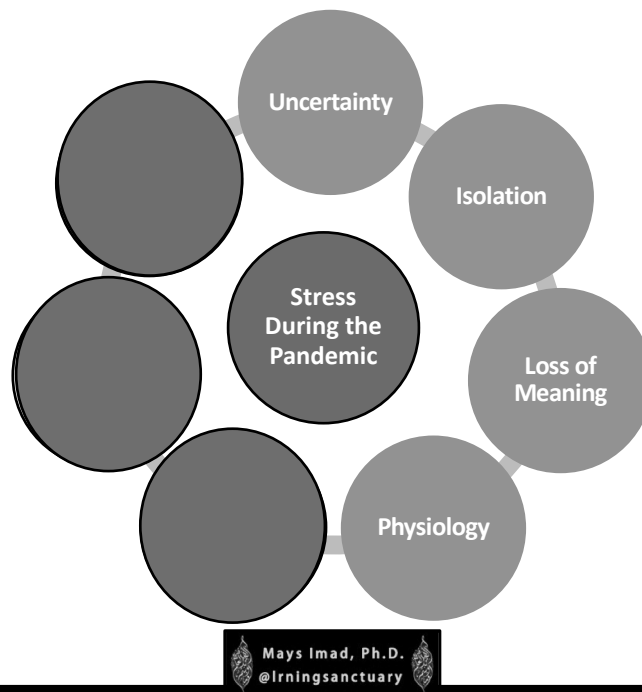 Uncertainty
Isolation
Stress
During the
Pandemic
Loss of
Meaning
Physiology
Mays Imad, Ph.D.
@lrningsanctuary